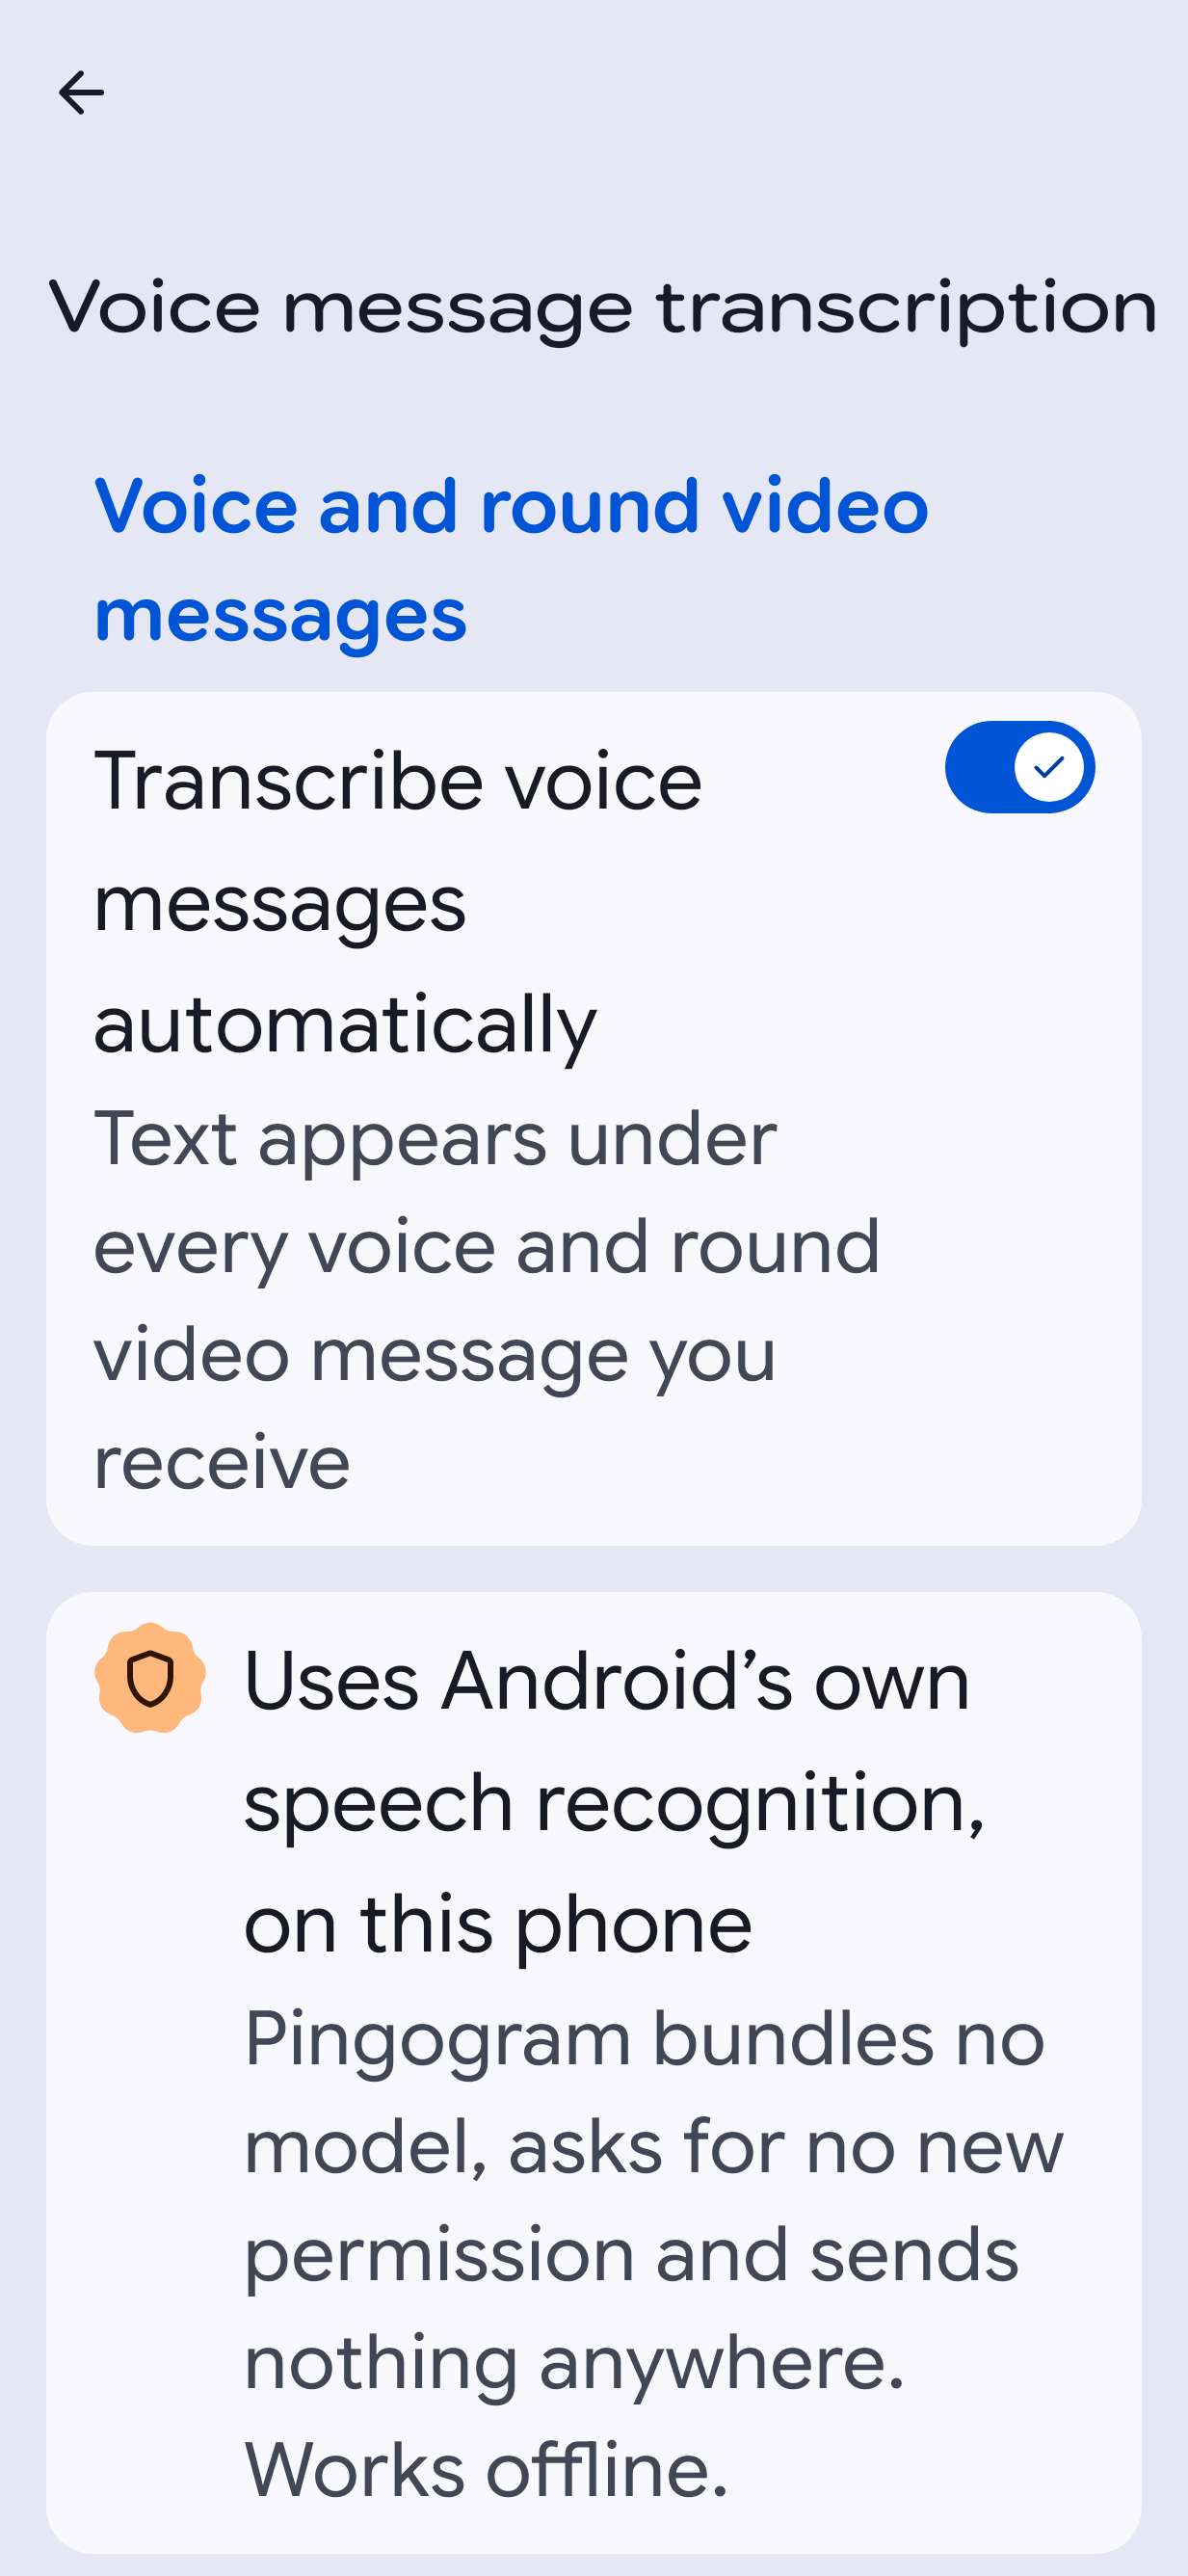 Voice message transcription
Voice and round video
messages
Transcribe voice
messages
automatically
Text appears under
every voice and round
video message you
receive
Uses Android’s own
speech recognition,
on this phone
Pingogram bundles no
model, asks for no new
permission and sends
nothing anywhere.
Works offline.